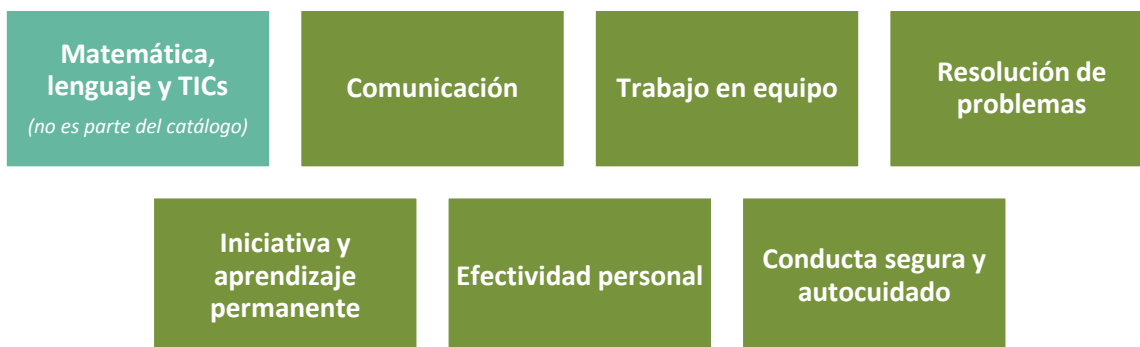 Matemática,
lenguaje y TICs
(no es parte del catálogo)
Comunicación
Trabajo en equipo
Resolución de
problemas
Iniciativa y
aprendizaje
permanente
Efectividad personal
Conducta segura y
autocuidado